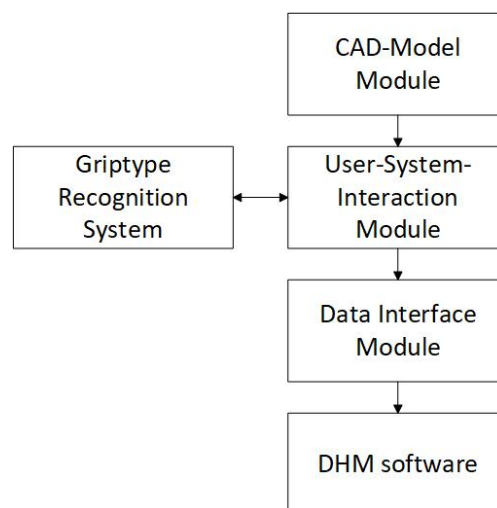 CAD-Model
Module
Griptype
Recognition
System
User-System-
Interaction
Module
Data Interface
Module
DHM software